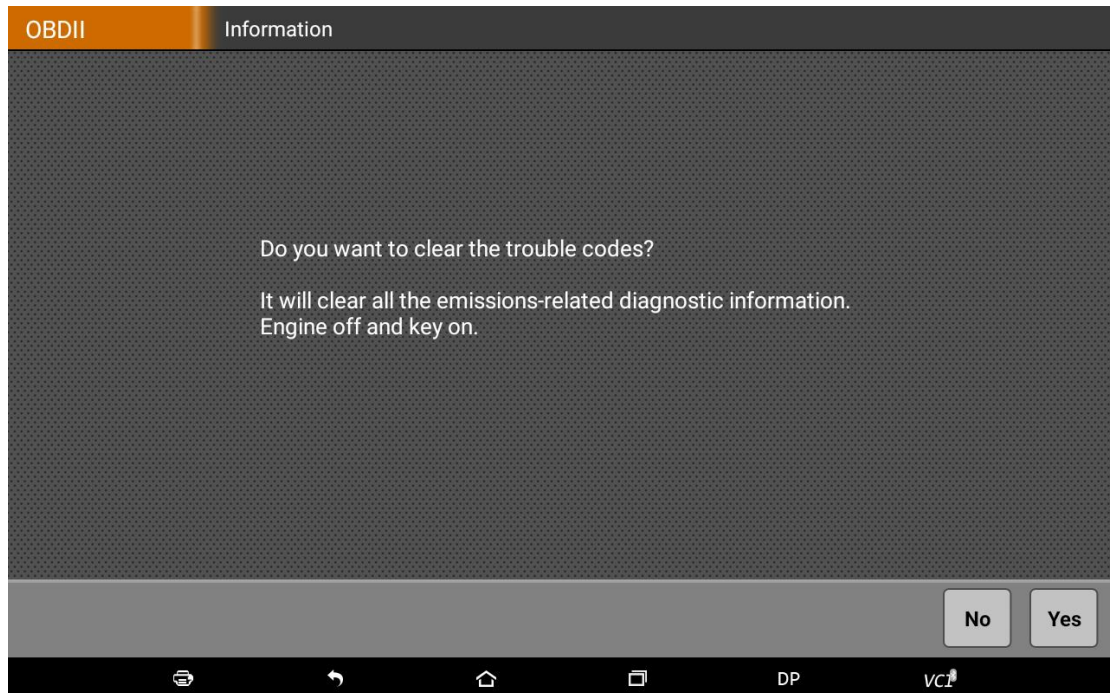 OBDII
Information
Do you want to clear the trouble codes?
It will clear all the emissions-related diagnostic information.
Engine off and key on.
No
Yes
DP
VCI